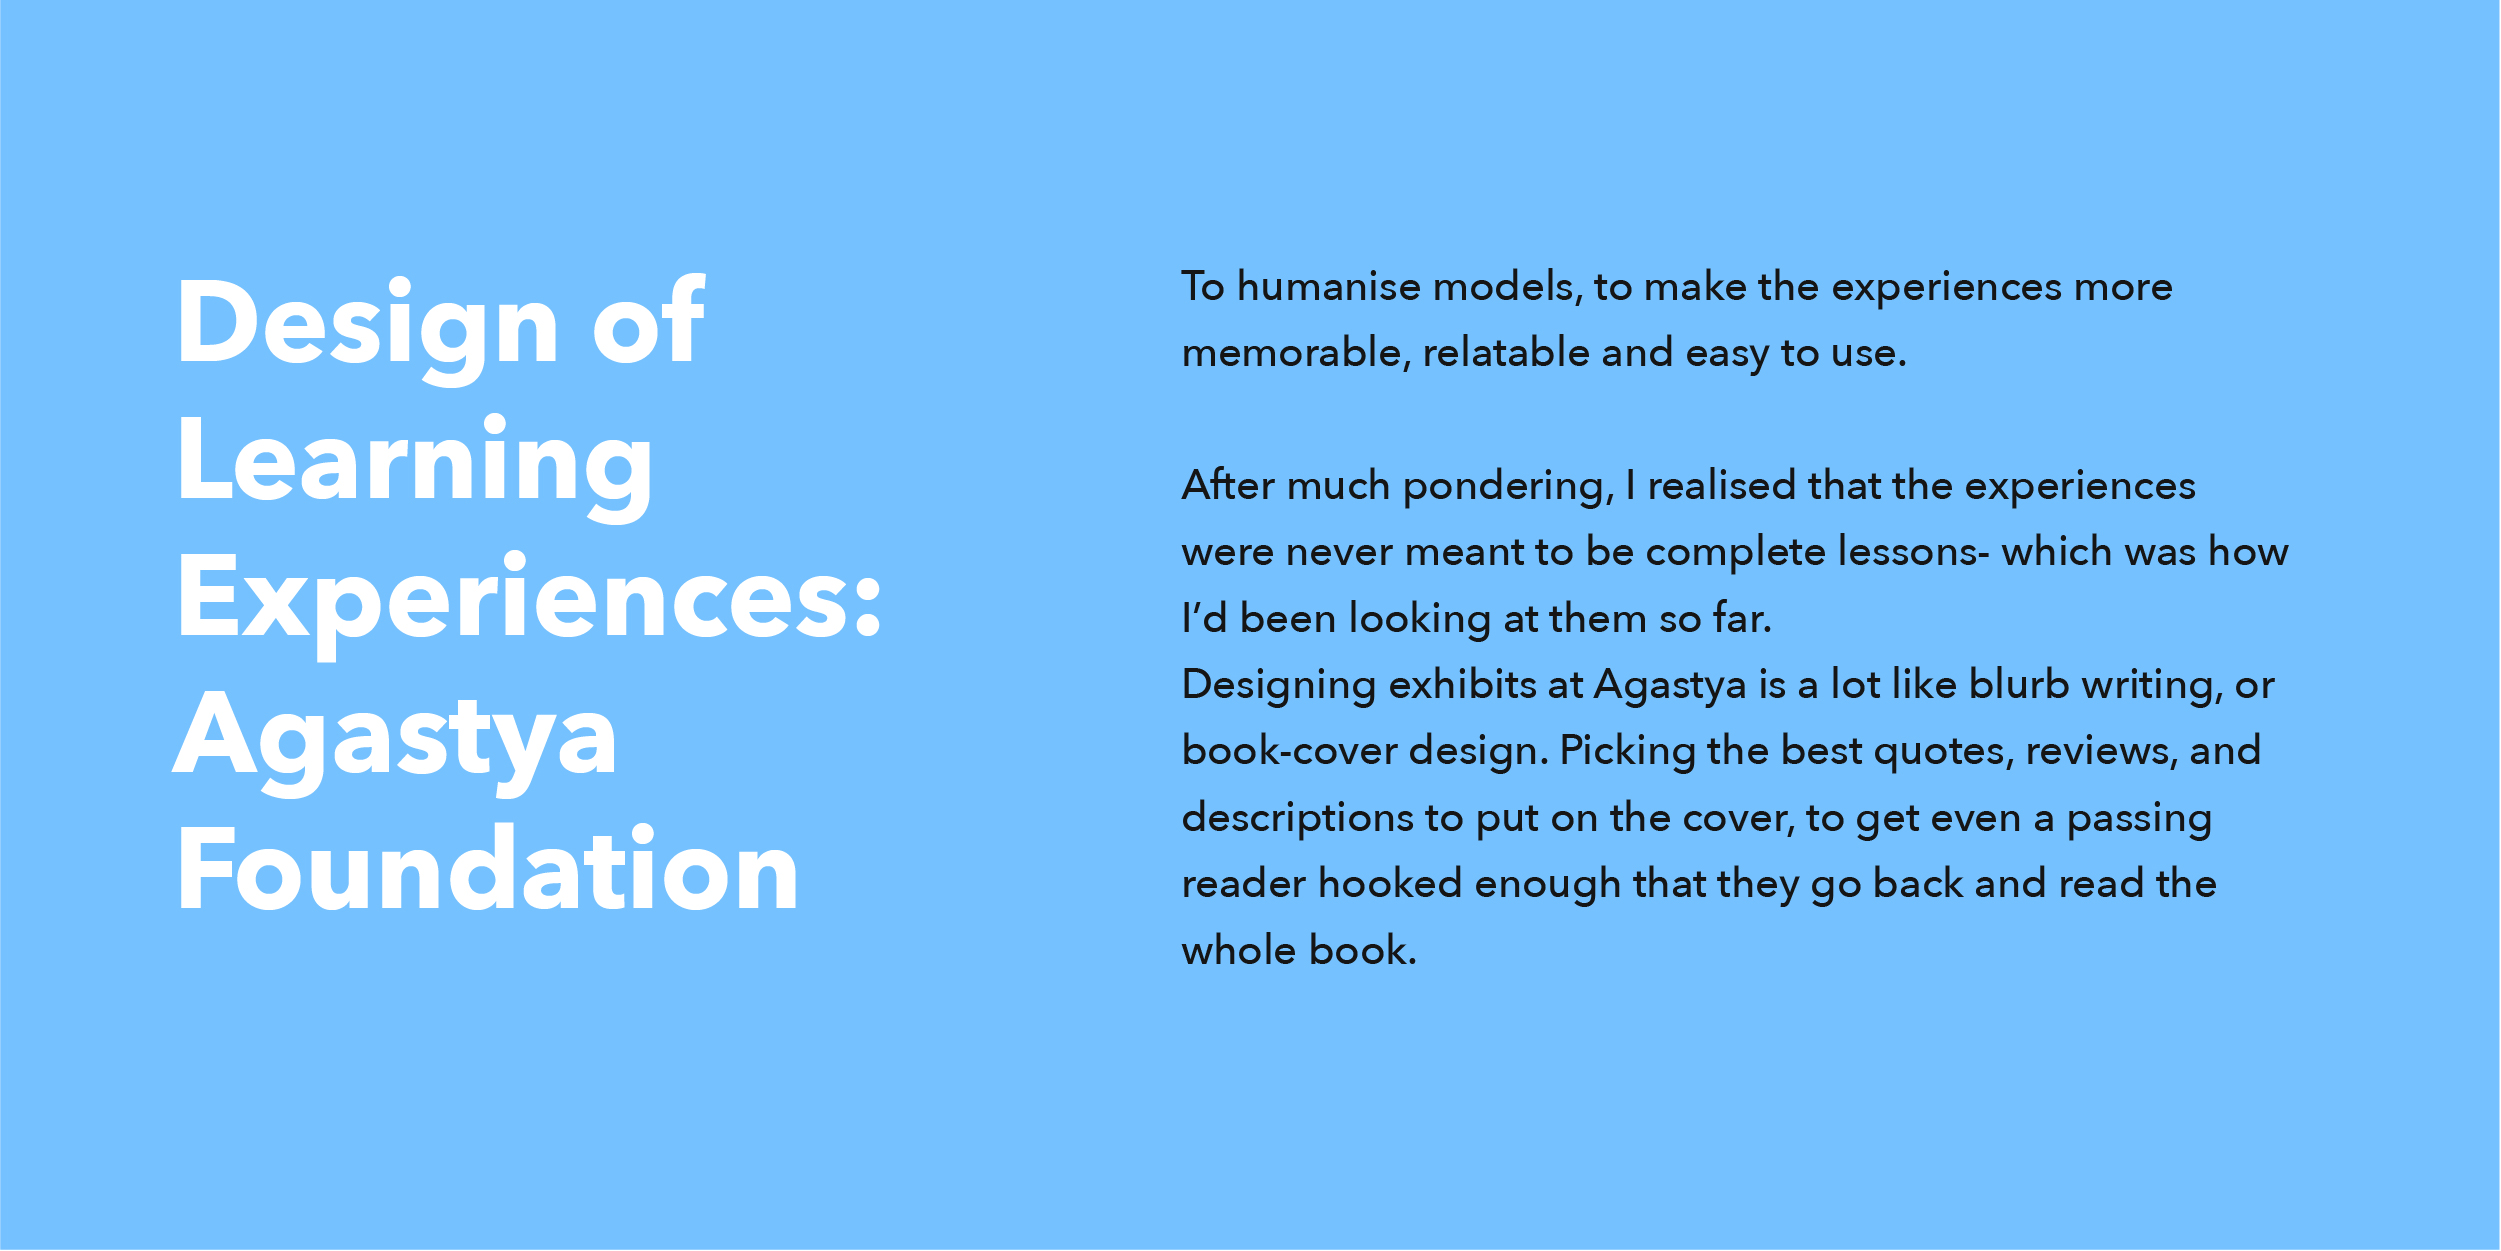 Design of
Learning
Experiences:
Agastya
Foundation
To humanise models, to make the experiences more
memorable, relatable and easy to use.
After much pondering, I realised that the experiences
were never meant to be complete lessons- which was how
I’d been looking at them so far.
Designing exhibits at Agastya is a lot like blurb writing, or
book-cover design. Picking the best quotes, reviews, and
descriptions to put on the cover, to get even a passing
reader hooked enough that they go back and read the
whole book.